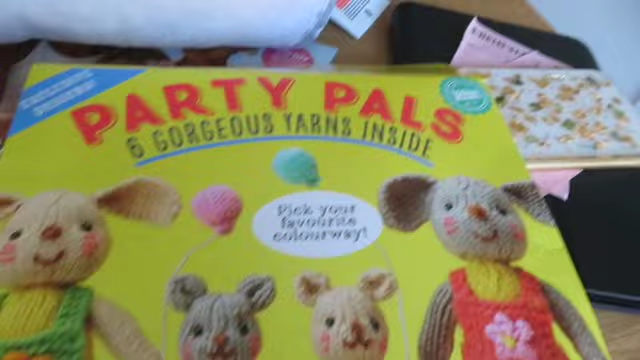 PARTY PALS
6 GORGEOUS YARNS INSIDE
Pick your
favourite
colourway!